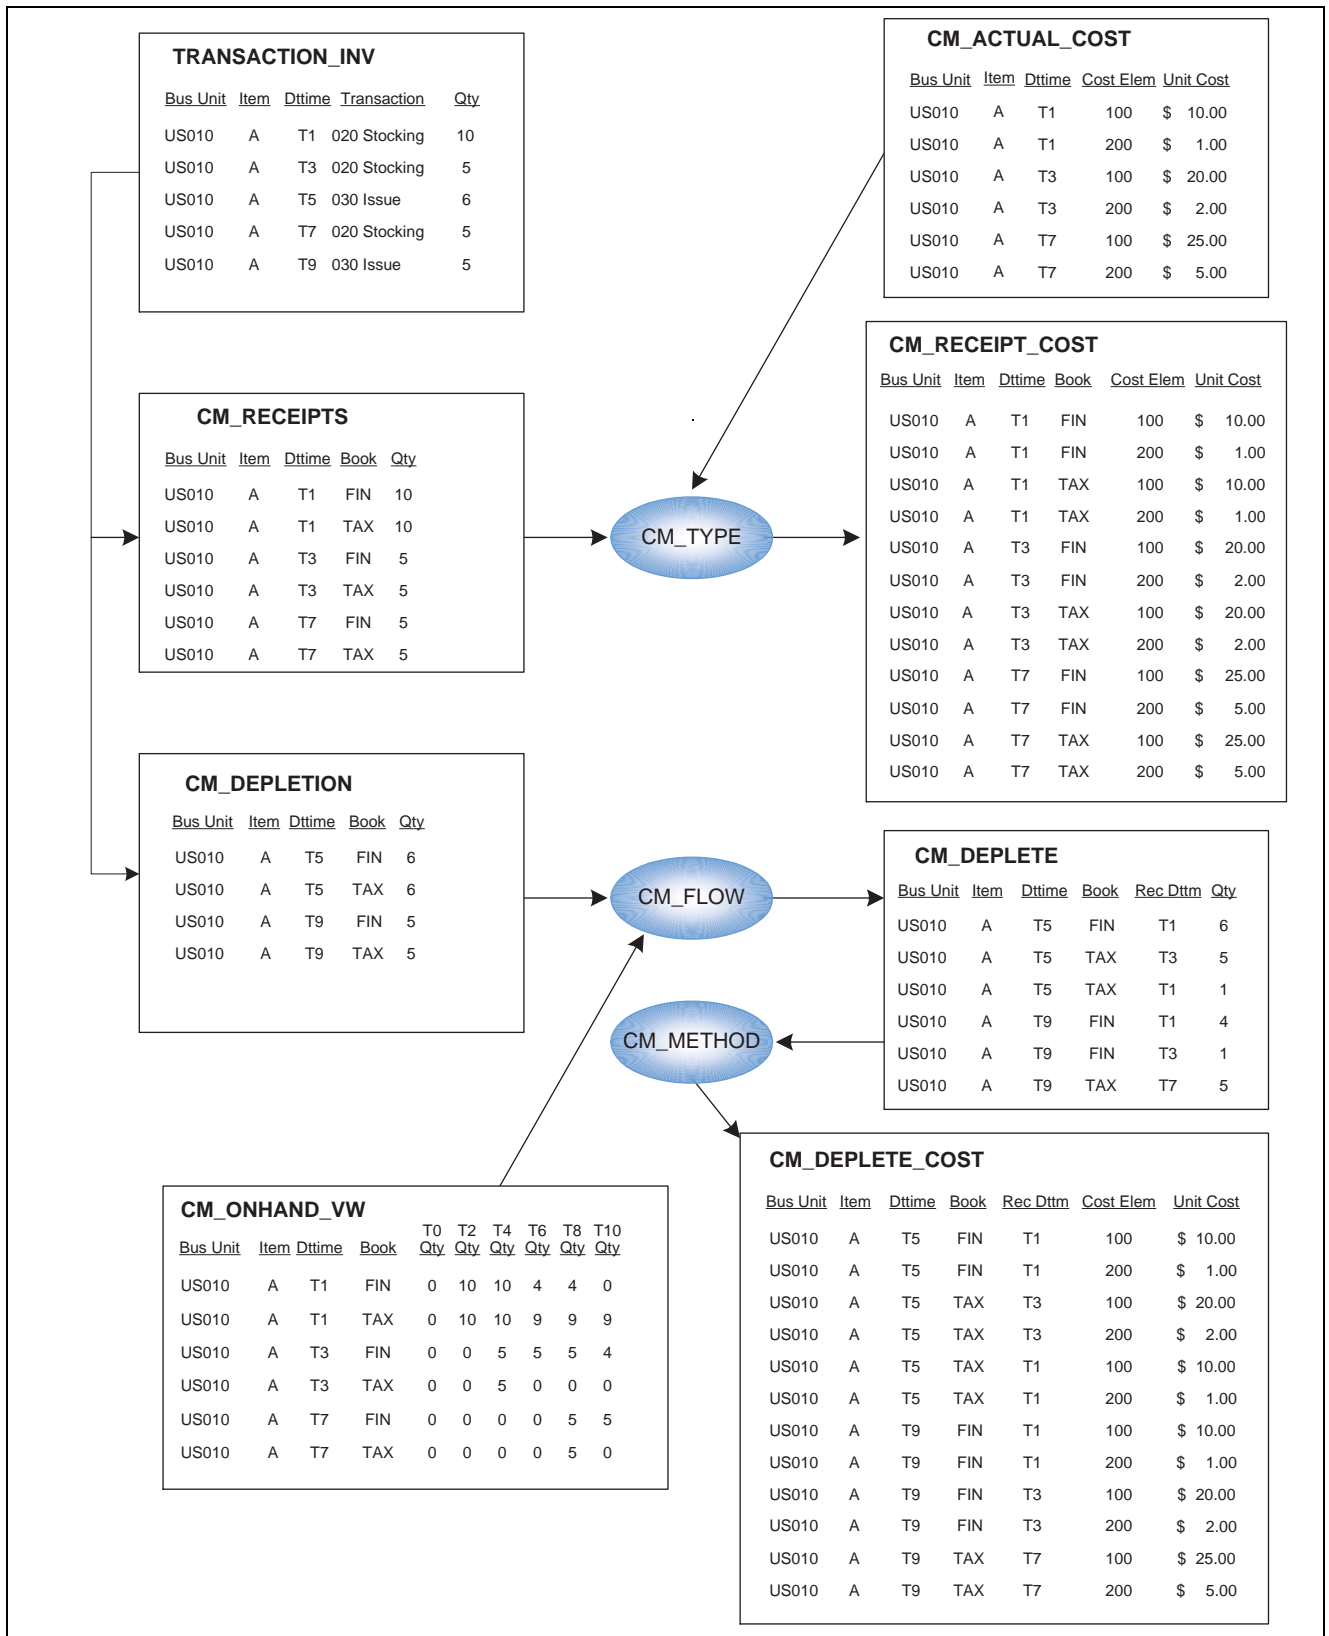 TRANSACTION_INV
Bus Unit Item Dttime Transaction Qty
US010 A T1 020 Stocking 10
US010 A T3 020 Stocking 5
US010 A T5 030 Issue 6
US010 A T7 020 Stocking 5
US010 A T9 030 Issue 5
CM_ACTUAL_COST
Bus Unit Item Dttime Cost Elem Unit Cost
US010 A T1 100 $ 10.00
US010 A T1 200 $ 1.00
US010 A T3 100 $ 20.00
US010 A T3 200 $ 2.00
US010 A T7 100 $ 25.00
US010 A T7 200 $ 5.00
CM_RECEIPTS
Bus Unit Item Dttime Book Qty
US010 A T1 FIN 10
US010 A T1 TAX 10
US010 A T3 FIN 5
US010 A T3 TAX 5
US010 A T7 FIN 5
US010 A T7 TAX 5
CM_TYPE
CM_RECEIPT_COST
Bus Unit Item Dttime Book Cost Elem Unit Cost
US010 A T1 FIN 100 $ 10.00
US010 A T1 FIN 200 $ 1.00
US010 A T1 TAX 100 $ 10.00
US010 A T1 TAX 200 $ 1.00
US010 A T3 FIN 100 $ 20.00
US010 A T3 FIN 200 $ 2.00
US010 A T3 TAX 100 $ 20.00
US010 A T3 TAX 200 $ 2.00
US010 A T7 FIN 100 $ 25.00
US010 A T7 FIN 200 $ 5.00
US010 A T7 TAX 100 $ 25.00
US010 A T7 TAX 200 $ 5.00
CM_DEPLETION
Bus Unit Item Dttime Book Qty
US010 A T5 FIN 6
US010 A T5 TAX 6
US010 A T9 FIN 5
US010 A T9 TAX 5
CM_FLOW
CM_DEPLETE
Bus Unit Item Dttime Book Rec Dttm Qty
US010 A T5 FIN T1 6
US010 A T5 TAX T3 5
US010 A T5 TAX T1 1
US010 A T9 FIN T1 4
US010 A T9 FIN T3 1
US010 A T9 TAX T7 5
CM_METHOD
CM_ONHAND_VW
T0 T2 T4 T6 T8 T10
Bus Unit Item Dttime Book Qty Qty Qty Qty Qty Qty
US010 A T1 FIN 0 10 10 4 4 0
US010 A T1 TAX 0 10 10 9 9 9
US010 A T3 FIN 0 0 5 5 5 4
US010 A T3 TAX 0 0 5 0 0 0
US010 A T7 FIN 0 0 0 0 5 5
US010 A T7 TAX 0 0 0 0 5 0
CM_DEPLETE_COST
Bus Unit Item Dttime Book Rec Dttm Cost Elem Unit Cost
US010 A T5 FIN T1 100 $ 10.00
US010 A T5 FIN T1 200 $ 1.00
US010 A T5 TAX T3 100 $ 20.00
US010 A T5 TAX T3 200 $ 2.00
US010 A T5 TAX T1 100 $ 10.00
US010 A T5 TAX T1 200 $ 1.00
US010 A T9 FIN T1 100 $ 10.00
US010 A T9 FIN T1 200 $ 1.00
US010 A T9 FIN T3 100 $ 20.00
US010 A T9 FIN T3 200 $ 2.00
US010 A T9 TAX T7 100 $ 25.00
US010 A T9 TAX T7 200 $ 5.00